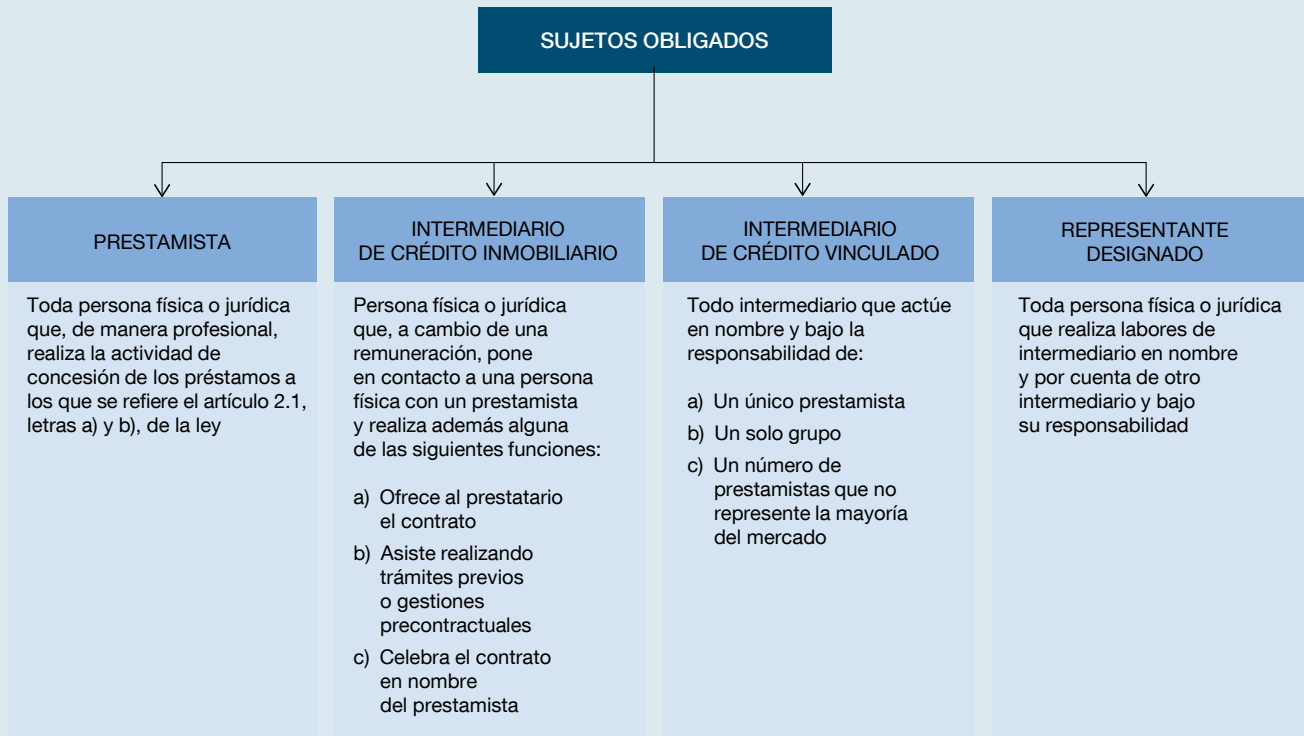 SUJETOS OBLIGADOS
PRESTAMISTA
Toda persona física o jurídica
que, de manera profesional,
realiza la actividad de
concesión de los préstamos a
los que se refiere el artículo 2.1,
letras a) y b), de la ley
INTERMEDIARIO
DE CRÉDITO INMOBILIARIO
Persona física o jurídica
que, a cambio de una
remuneración, pone
en contacto a una persona
física con un prestamista
y realiza además alguna
de las siguientes funciones:
a) Ofrece al prestatario
el contrato
b) Asiste realizando
trámites previos
o gestiones
precontractuales
c) Celebra el contrato
en nombre
del prestamista
INTERMEDIARIO
DE CRÉDITO VINCULADO
Todo intermediario que actúe
en nombre y bajo la
responsabilidad de:
a) Un único prestamista
b) Un solo grupo
c) Un número de
prestamistas que no
represente la mayoría
del mercado
REPRESENTANTE
DESIGNADO
Toda persona física o jurídica
que realiza labores de
intermediario en nombre
y por cuenta de otro
intermediario y bajo
su responsabilidad